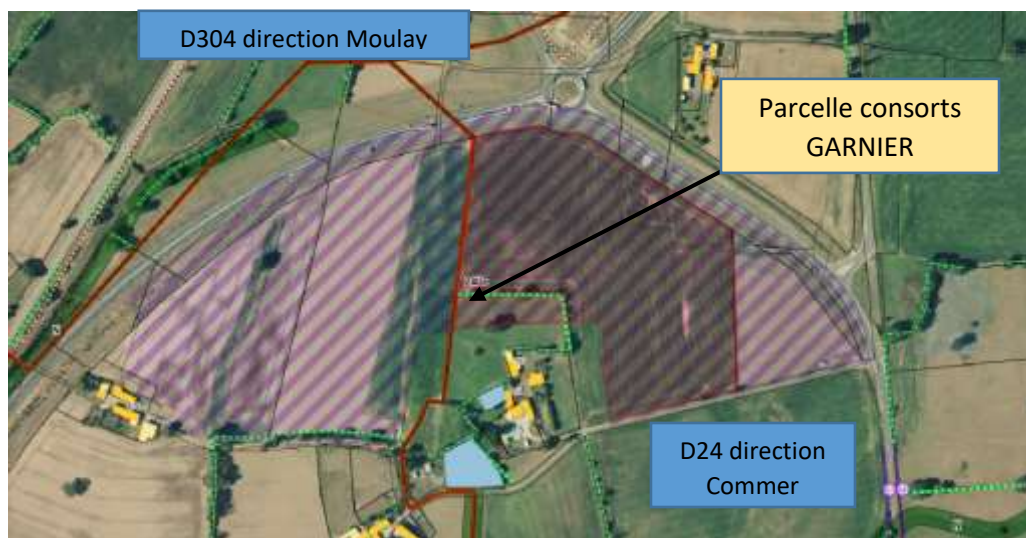 D304 direction Moulay
Parcelle consorts
GARNIER
D24 direction
Commer